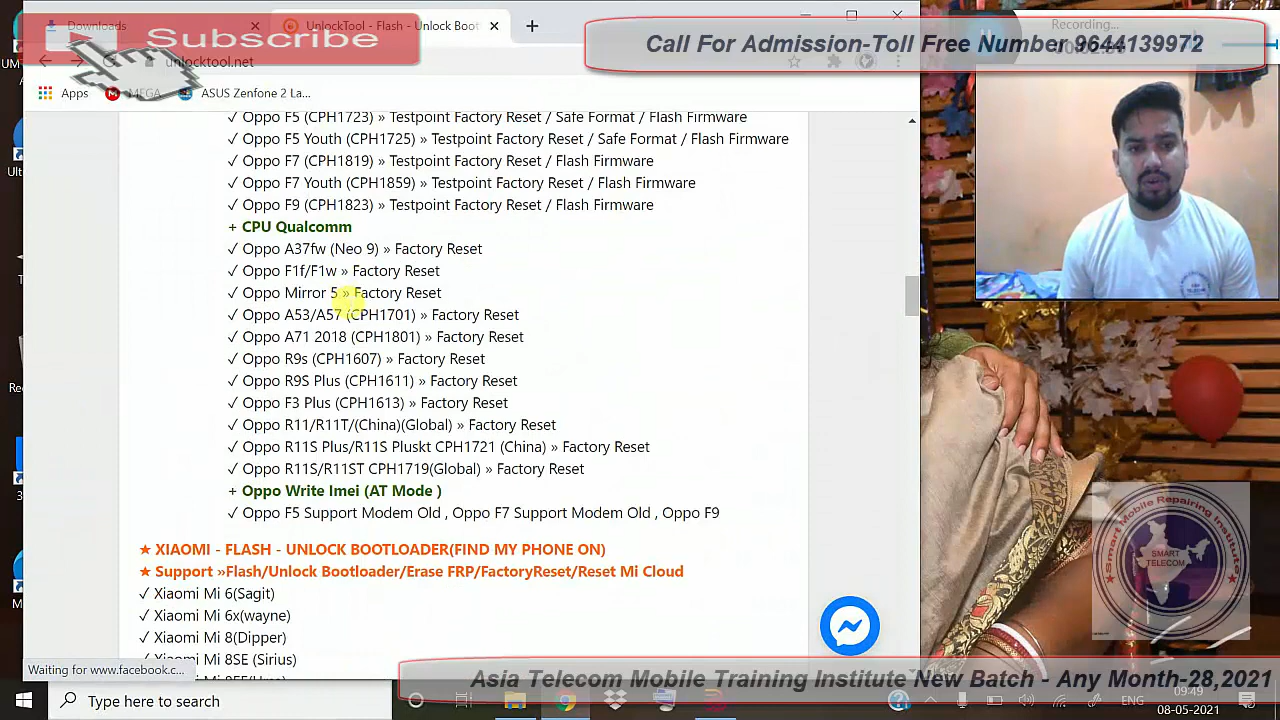 Downloads
UnlockTool - Flash - Unlock Boot
Recording...
Subscribe
Call For Admission-Toll Free Number 9644139972
unlocktool.net
Apps
MEGA
ASUS Zenfone 2 La...
✓ Oppo F5 (CPH1723) » Testpoint Factory Reset / Safe Format / Flash Firmware
✓ Oppo F5 Youth (CPH1725) » Testpoint Factory Reset / Safe Format / Flash Firmware
✓ Oppo F7 (CPH1819) » Testpoint Factory Reset / Flash Firmware
✓ Oppo F7 Youth (CPH1859) » Testpoint Factory Reset / Flash Firmware
✓ Oppo F9 (CPH1823) » Testpoint Factory Reset / Flash Firmware
+ CPU Qualcomm
✓ Oppo A37fw (Neo 9) » Factory Reset
✓ Oppo F1f/F1w » Factory Reset
✓ Oppo Mirror 5 » Factory Reset
✓ Oppo A53/A57 (CPH1701) » Factory Reset
✓ Oppo A71 2018 (CPH1801) » Factory Reset
✓ Oppo R9s (CPH1607) » Factory Reset
✓ Oppo R9S Plus (CPH1611) » Factory Reset
✓ Oppo F3 Plus (CPH1613) » Factory Reset
✓ Oppo R11/R11T/(China)(Global) » Factory Reset
✓ Oppo R11S Plus/R11S Pluskt CPH1721 (China) » Factory Reset
✓ Oppo R11S/R11ST CPH1719(Global) » Factory Reset
+ Oppo Write Imei (AT Mode )
✓ Oppo F5 Support Modem Old , Oppo F7 Support Modem Old , Oppo F9
★ XIAOMI - FLASH - UNLOCK BOOTLOADER(FIND MY PHONE ON)
★ Support »Flash/Unlock Bootloader/Erase FRP/FactoryReset/Reset Mi Cloud
✓ Xiaomi Mi 6(Sagit)
✓ Xiaomi Mi 6x(wayne)
✓ Xiaomi Mi 8(Dipper)
✓ Xiaomi Mi 8SE (Sirius)
Waiting for www.facebook.c...
Smart Mobile Repairing Institute
SMART
TELECOM
Asia Telecom Mobile Training Institute New Batch - Any Month-28,2021
Type here to search
ENG
09:49
08-05-2021